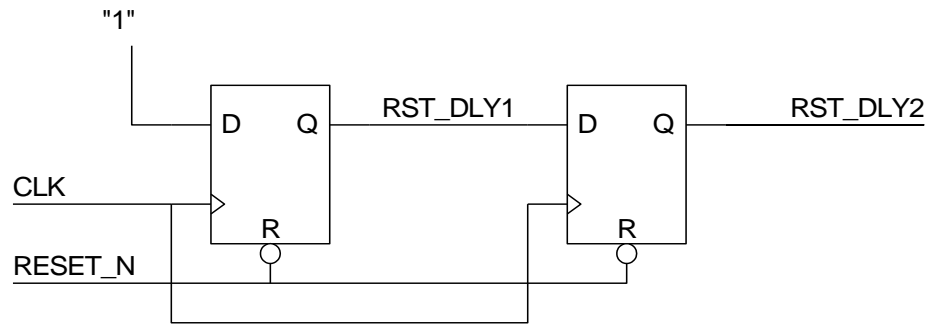 "1"
D Q
RST_DLY1
D Q
RST_DLY2
CLK
R
R
RESET_N